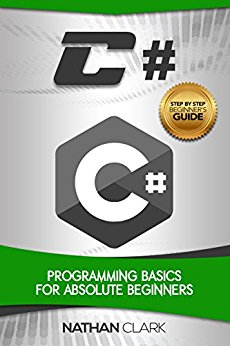 C#
STEP BY STEP
BEGINNER'S
GUIDE
C#
PROGRAMMING BASICS
FOR ABSOLUTE BEGINNERS
NATHAN CLARK